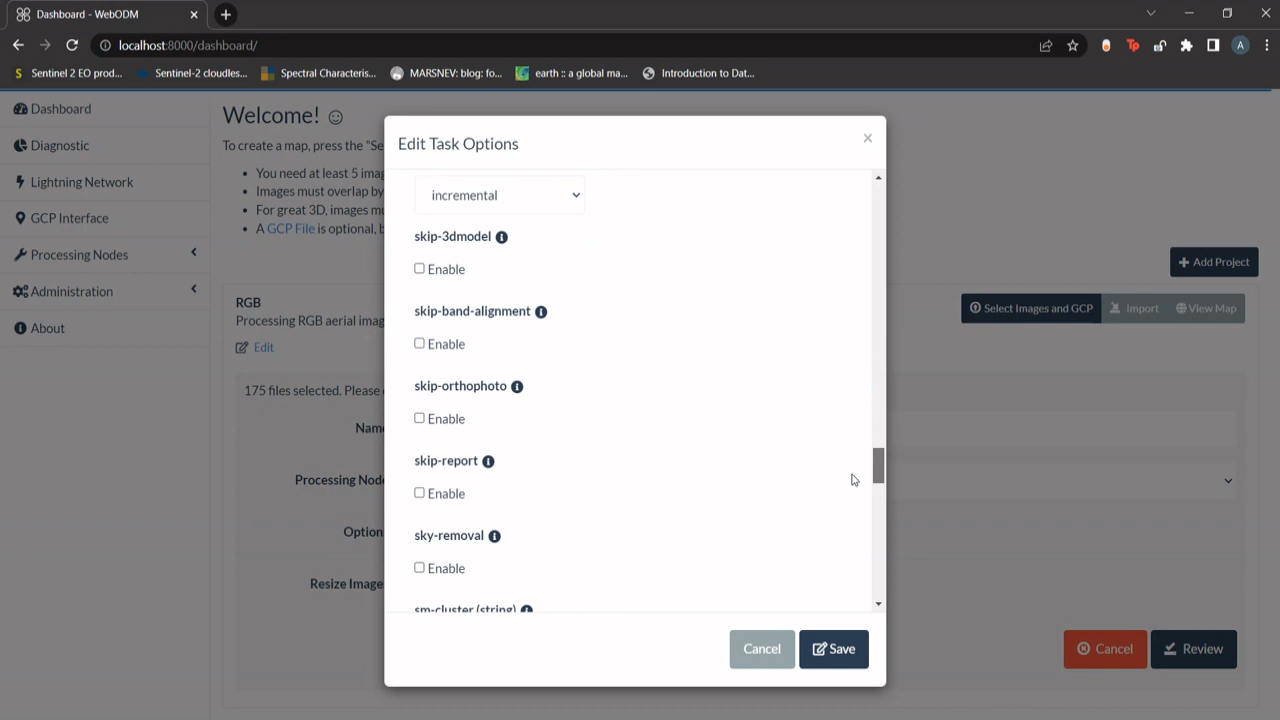 Dashboard - WebODM
localhost:8000/dashboard/
Sentinel 2 EO prod...
Sentinel-2 cloudles...
Spectral Characteris...
MARSNEV: blog: fo...
earth :: a global ma...
Introduction to Dat...
Dashboard
Diagnostic
Lightning Network
GCP Interface
Processing Nodes
Administration
About
Welcome!
To create a map, press the "Se
You need at least 5 imag
Images must overlap by
For great 3D, images mu
A GCP File is optional, b
Add Project
RGB
Processing RGB aerial imag
Edit
Select Images and GCP
Import
View Map
175 files selected. Please
Name
Processing Node
Option
Resize Image
Cancel
Review
Edit Task Options
incremental
skip-3dmodel
Enable
skip-band-alignment
Enable
skip-orthophoto
Enable
skip-report
Enable
sky-removal
Enable
sm-cluster (string)
Cancel
Save